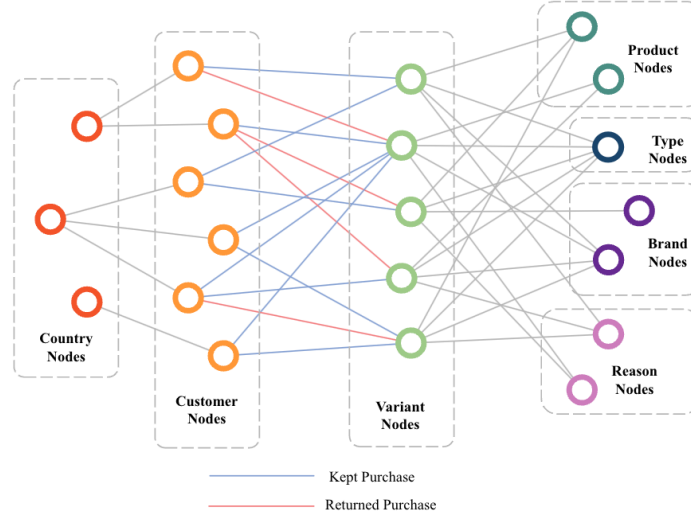 Product
Nodes
Type
Nodes
Brand
Nodes
Country
Nodes
Reason
Nodes
Customer
Nodes
Variant
Nodes
Kept Purchase
Returned Purchase